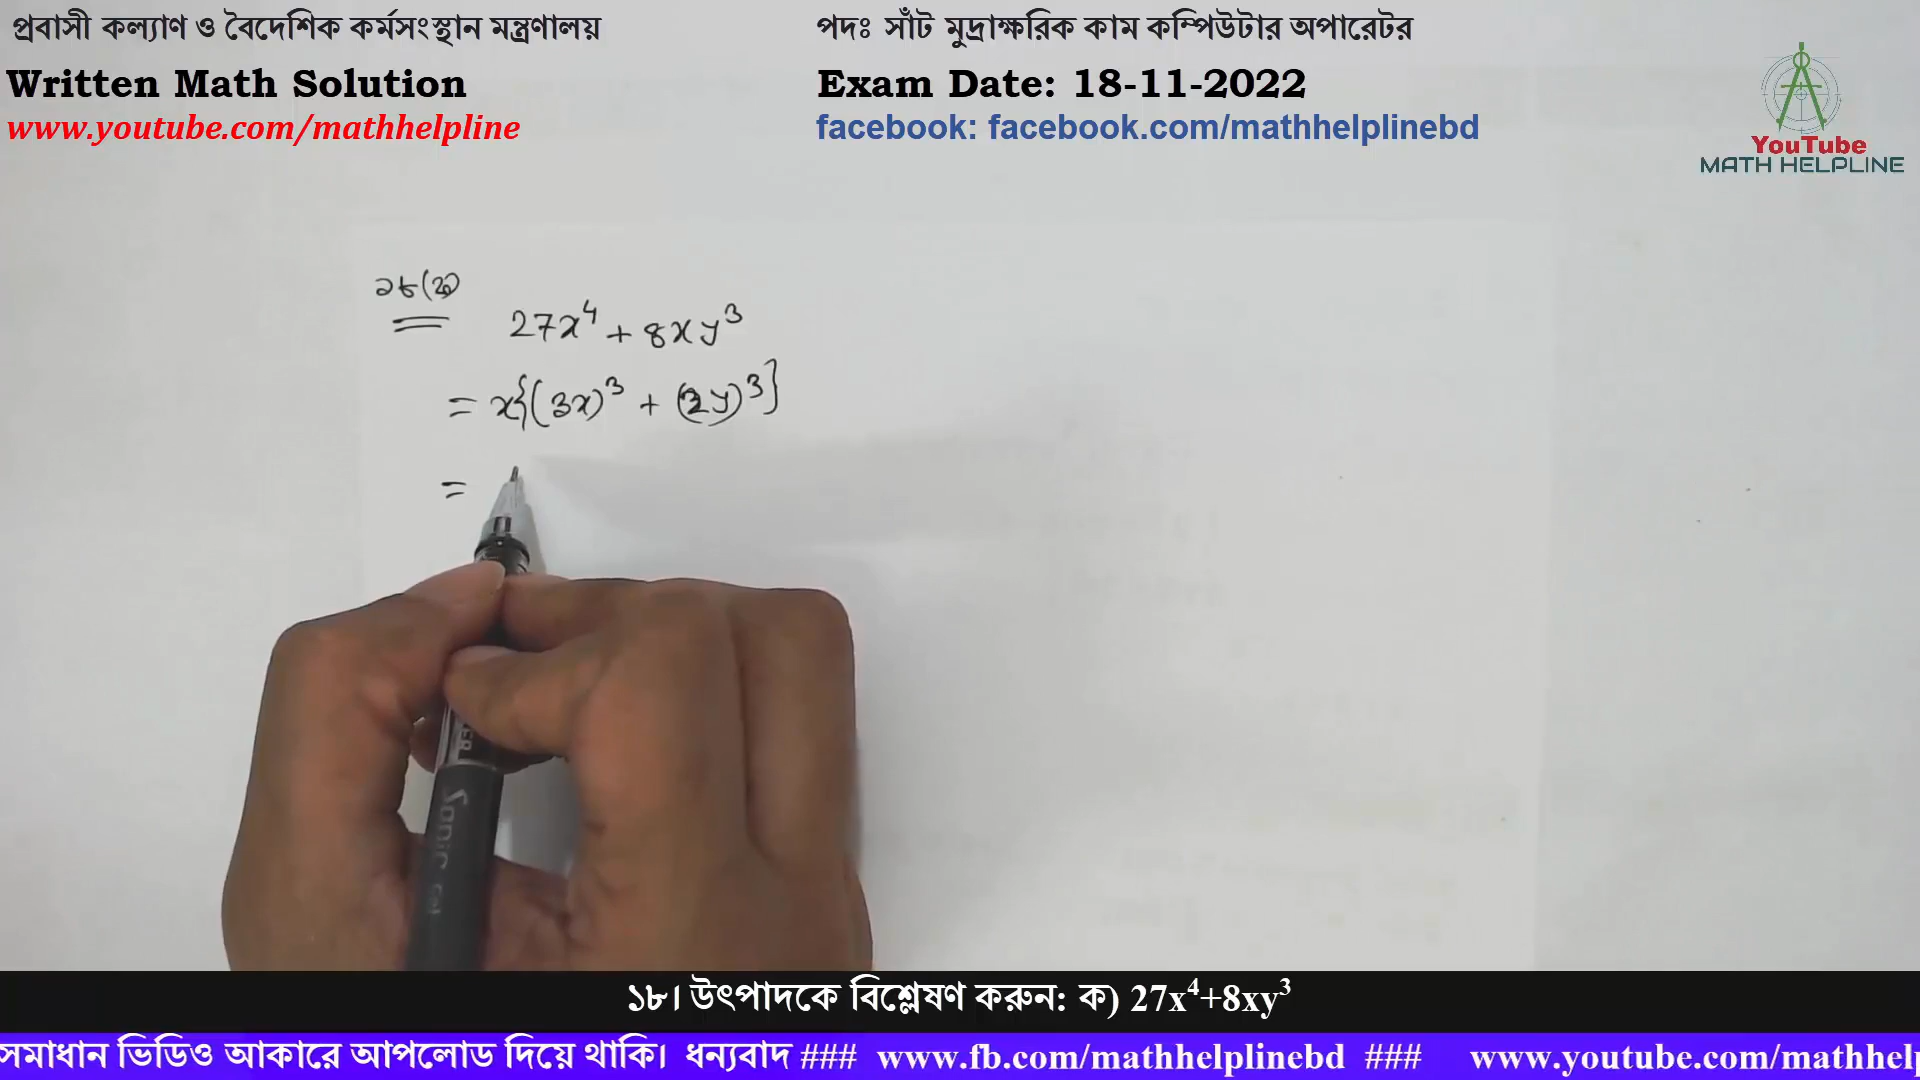 প্রবাসী কল্যাণ ও বৈদেশিক কর্মসংস্থান মন্ত্রণালয়
পদঃ সাঁট মুদ্রাক্ষরিক কাম কম্পিউটার অপারেটর
Written Math Solution
Exam Date: 18-11-2022
www.youtube.com/mathhelpline
facebook: facebook.com/mathhelplinebd
YouTube
MATH HELPLINE
১৮(ক)
27x⁴ + 8xy³
= x{(3x)³ + (2y)³}
=
১৮। উৎপাদকে বিশ্লেষণ করুন: ক) 27x⁴+8xy³
সমাধান ভিডিও আকারে আপলোড দিয়ে থাকি। ধন্যবাদ ### www.fb.com/mathhelplinebd ### www.youtube.com/mathhelp